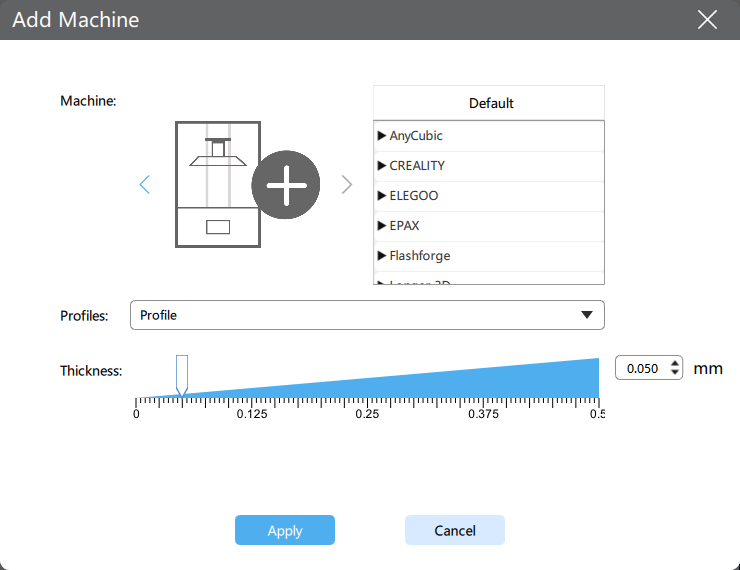 Add Machine
Machine:
Default
AnyCubic
CREALITY
ELEGOO
EPAX
Flashforge
Profiles:
Profile
Thickness:
0.050
mm
0 0.125 0.25 0.375 0.5
Apply
Cancel